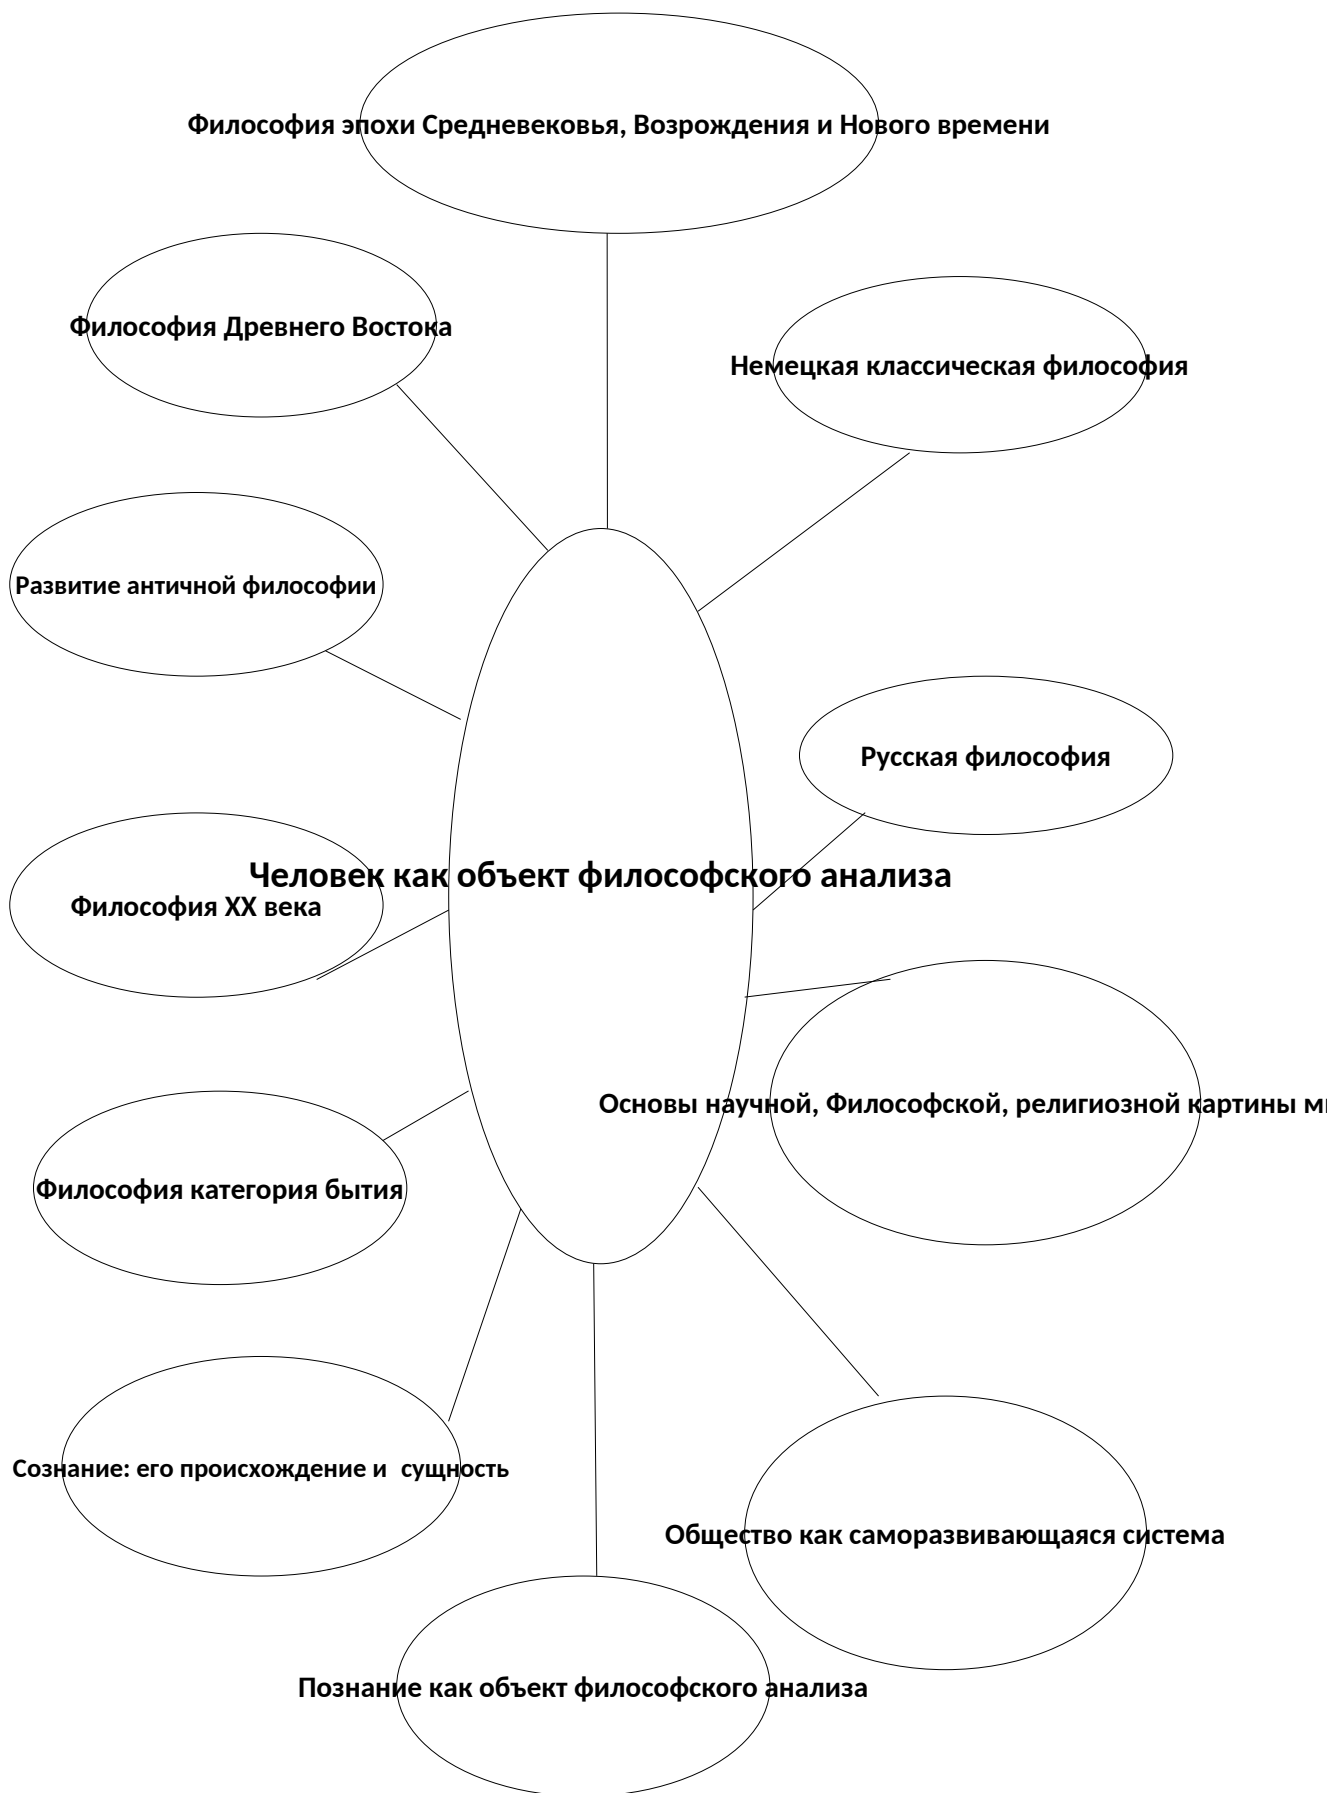 Философия эпохи Средневековья, Возрождения и Нового времени
Философия Древнего Востока
Немецкая классическая философия
Развитие античной философии
Русская философия
Человек как объект философского анализа
Философия XX века
Основы научной, Философской, религиозной картины
Философия категория бытия
Сознание: его происхождение и сущность
Общество как саморазвивающаяся система
Познание как объект философского анализа